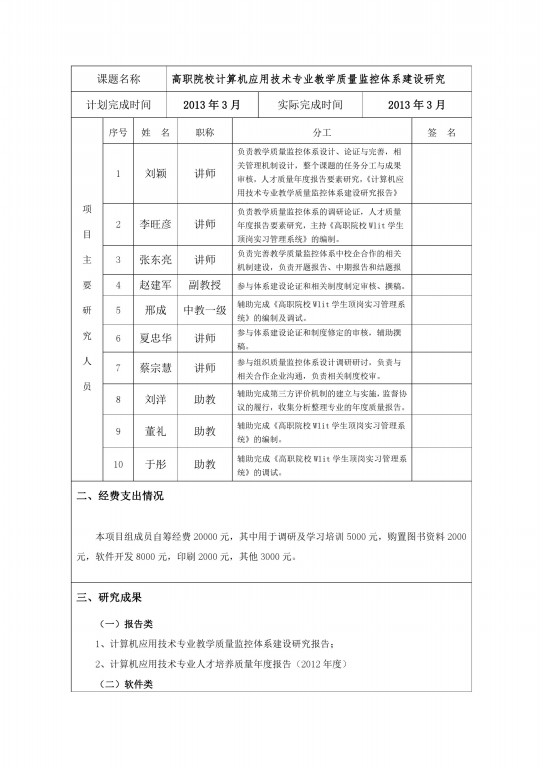 课题名称 高职院校计算机应用技术专业教学质量监控体系建设研究
计划完成时间 2013 年 3 月 实际完成时间 2013 年 3 月
项目主要研究人员
序号 姓 名 职称 分工 签 名
1 刘颖 讲师 负责教学质量监控体系设计、论证与完善，相
关管理机制设计，整个课题的任务分工与成果
审核，人才质量年度报告要素研究，《计算机应
用技术专业教学质量监控体系建设研究报告》
2 李旺彦 讲师 负责教学质量监控体系的调研论证，人才质量
年度报告要素研究，主持《高职院校 Wlit 学生
顶岗实习管理系统》的编制。
3 张东亮 讲师 负责完善教学质量监控体系中校企合作的相关
机制建设，负责开题报告、中期报告和结题报
4 赵建军 副教授 参与体系建设论证和相关制度制定审核、撰稿。
5 邢成 中教一级 辅助完成《高职院校 Wlit 学生顶岗实习管理系
统》的编制及调试。
6 夏忠华 讲师 参与体系建设论证和制度修定的审核，辅助撰
稿。
7 蔡宗慧 讲师 参与组织质量监控体系设计调研研讨，负责与
相关合作企业沟通，负责相关制度校审。
8 刘洋 助教 辅助完成第三方评价机制的建立与实施，监督协
议的履行，收集分析整理专业的年度质量报告，
9 董礼 助教 辅助完成《高职院校 Wlit 学生顶岗实习管理系
统》的编制。
10 于彤 助教 辅助完成《高职院校 Wlit 学生顶岗实习管理系
统》的调试。
二、经费支出情况
本项目组成员自筹经费 20000 元，其中用于调研及学习培训 5000 元，购置图书资料 2000
元，软件开发 8000 元，印刷 2000 元，其他 3000 元。
三、研究成果
（一）报告类
1、计算机应用技术专业教学质量监控体系建设研究报告；
2、计算机应用技术专业人才培养质量年度报告（2012 年度）
（二）软件类